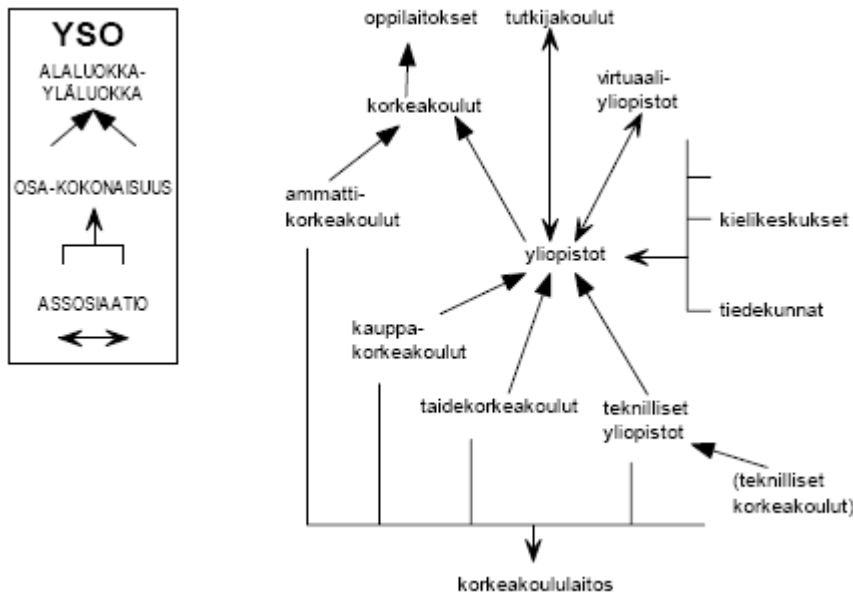 YSO
ALALUOKKA-
YLÄLUOKKA
OSA-KOKONAISUUS
ASSOSIAATIO
oppilaitokset
tutkijakoulut
virtuaali-
yliopistot
korkeakoulut
ammatti-
korkeakoulut
kielikeskukset
yliopistot
tiedekunnat
kauppa-
korkeakoulut
taidekorkeakoulut
teknilliset
yliopistot
(teknilliset
korkeakoulut)
korkeakoululaitos